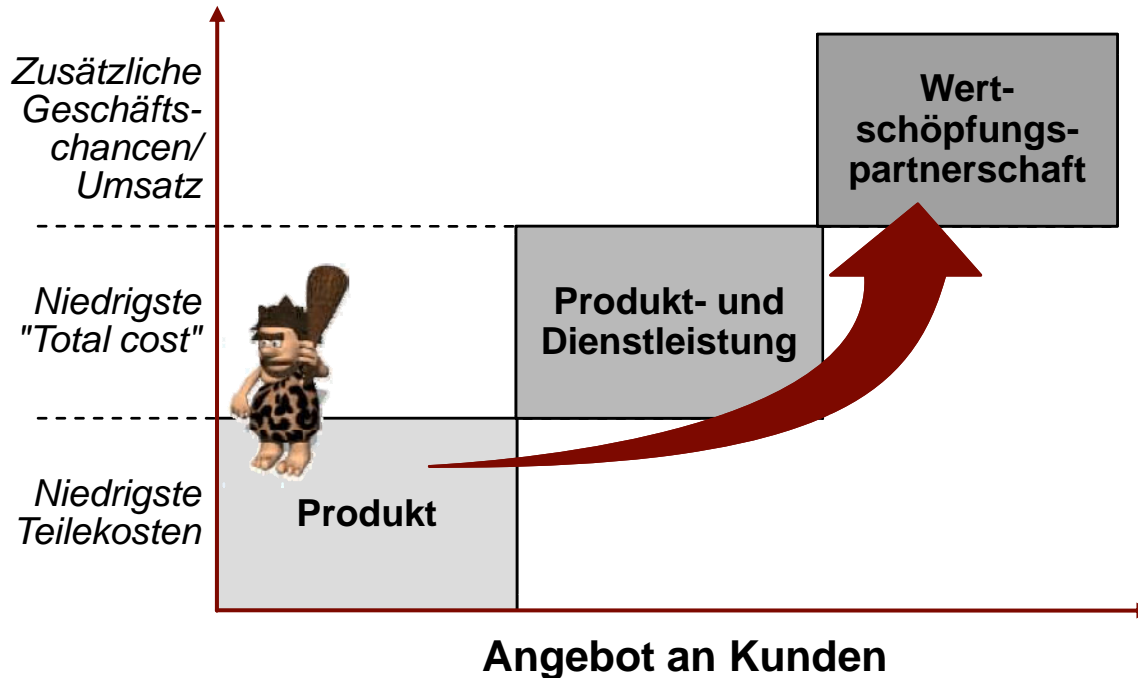 Zusätzliche
Geschäfts-
chancen/
Umsatz
Wert-
schöpfungs-
partnerschaft
Niedrigste
"Total cost"
Produkt- und
Dienstleistung
Niedrigste
Teilekosten
Produkt
Angebot an Kunden